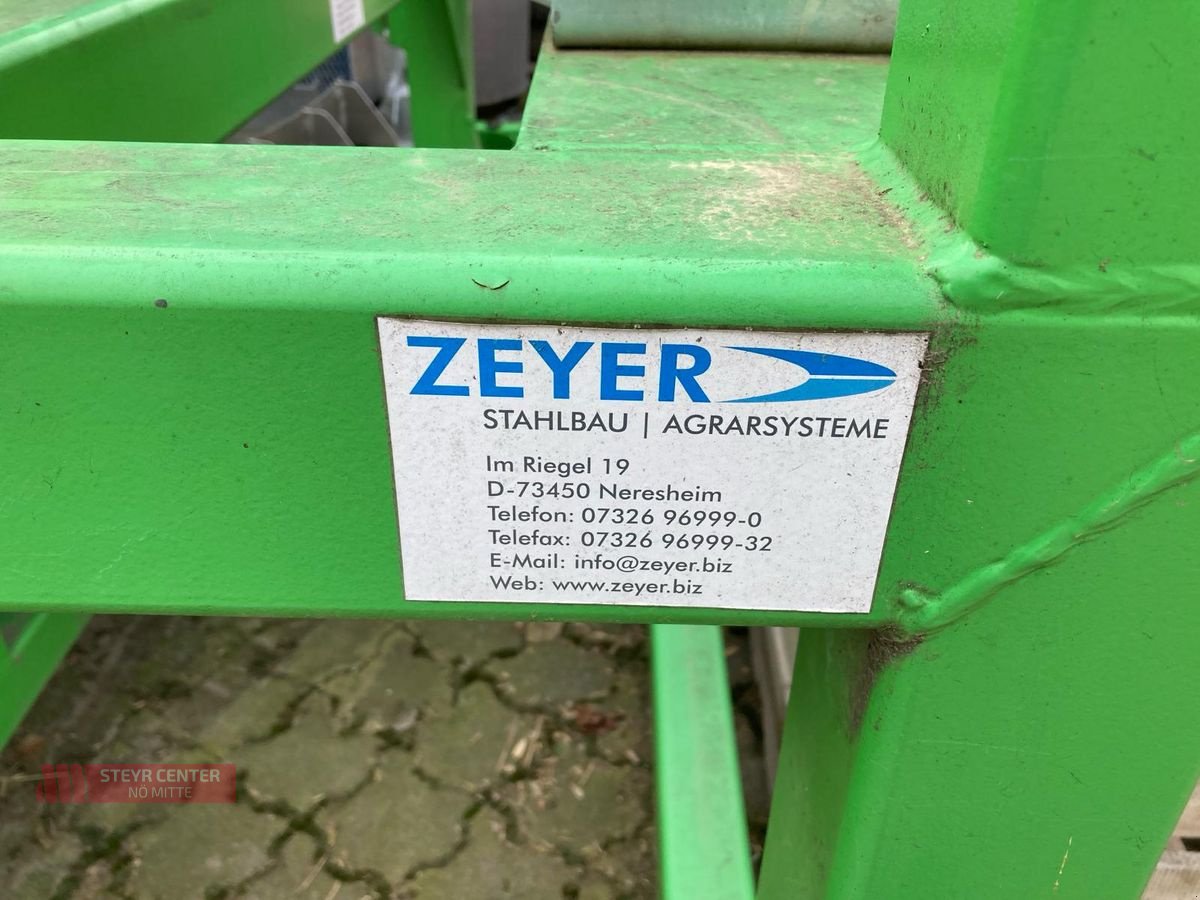 ZEYER
STAHLBAU | AGRARSYSTEME
Im Riegel 19
D-73450 Neresheim
Telefon: 07326 96999-0
Telefax: 07326 96999-32
E-Mail: info@zeyer.biz
Web: www.zeyer.biz
STEYR CENTER
NÖ MITTE